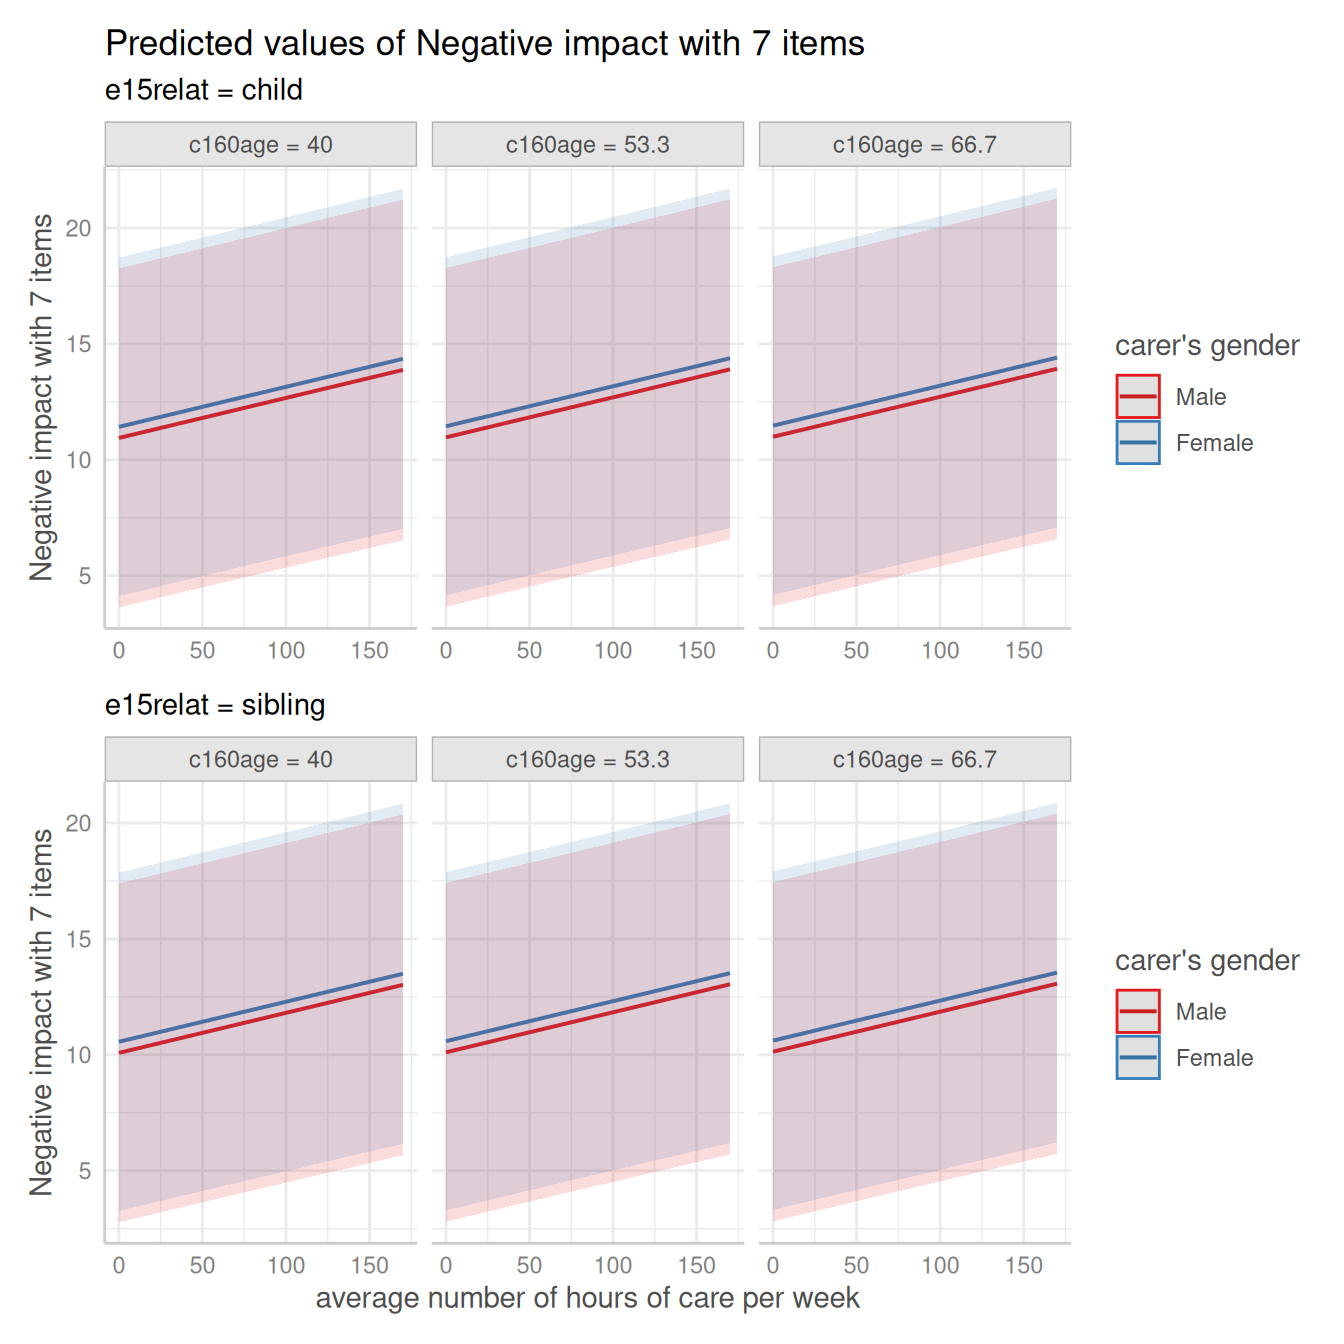 Predicted values of Negative impact with 7 items
e15relat = child
c160age = 40
c160age = 53.3
c160age = 66.7
Negative impact with 7 items
20
15
10
5
0 50 100 150
0 50 100 150
0 50 100 150
carer's gender
Male
Female
e15relat = sibling
c160age = 40
c160age = 53.3
c160age = 66.7
Negative impact with 7 items
20
15
10
5
0 50 100 150
0 50 100 150
0 50 100 150
average number of hours of care per week
carer's gender
Male
Female